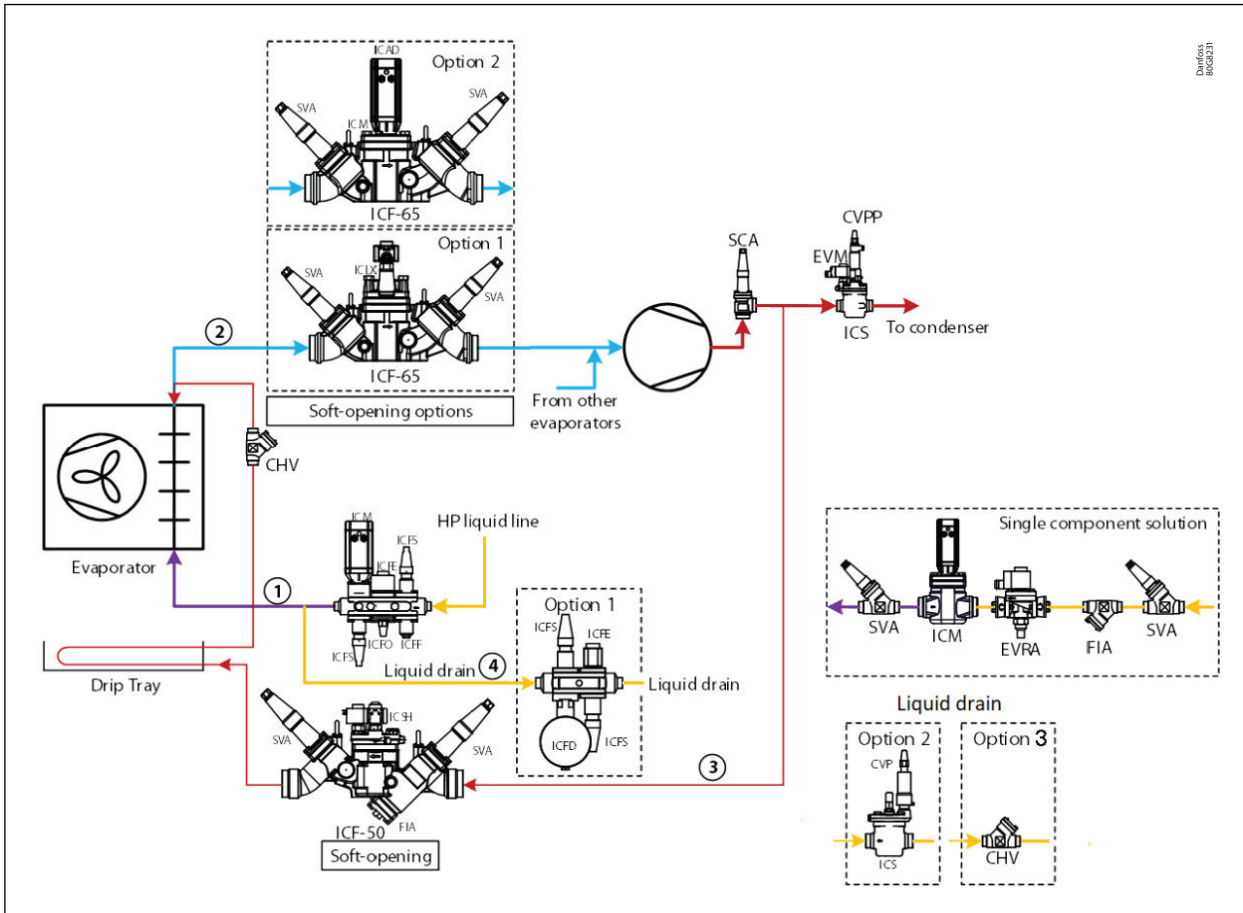 Danfoss
80G8231
ICAD
Option 2
SVA
SVA
ICM
ICF-65
Option 1
ICLX
SVA
SVA
ICF-65
Soft-opening options
2
SCA
CVPP
EVM
ICS
To condenser
From other
evaporators
CHV
Evaporator
Drip Tray
ICM
ICFE
ICFS
HP liquid line
1
ICFS
ICFO
ICFF
Liquid drain
4
Option 1
ICFS
ICFE
Liquid drain
ICFD
ICFS
ICSH
SVA
SVA
FIA
ICF-50
Soft-opening
3
Single component solution
SVA
ICM
EVRA
FIA
SVA
Liquid drain
Option 2
CVP
ICS
Option 3
CHV